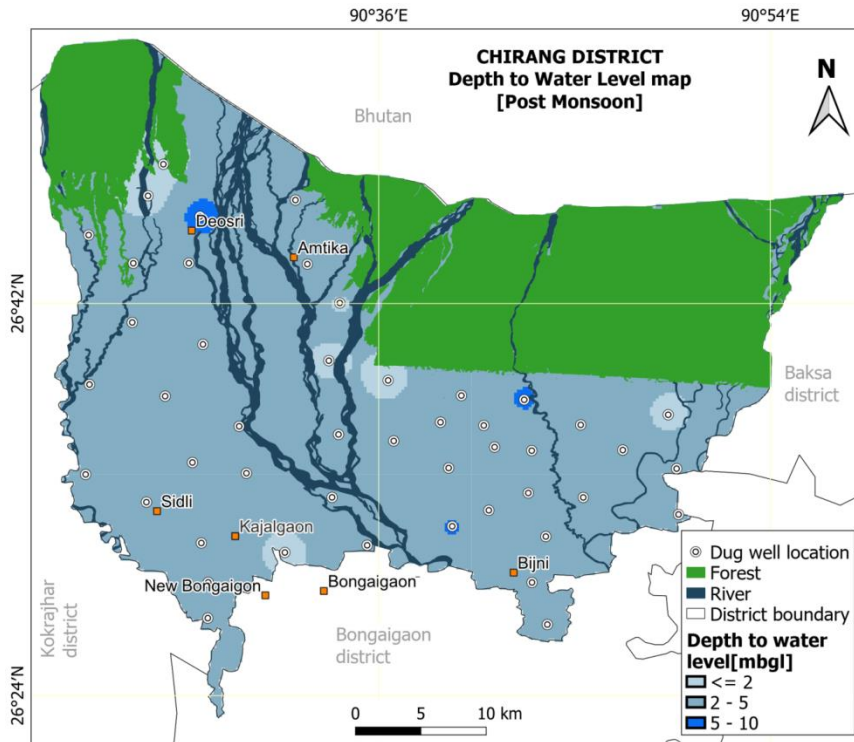 90°36′E
90°54′E
CHIRANG DISTRICT
Depth to Water Level map
[Post Monsoon]
N
Bhutan
Deosri
Amtika
26°42′N
Baksa
district
Sidli
Kajalgaon
Bijni
New Bongaigon
Bongaigaon
Kokrajhar
district
Bongaigaon
district
26°24′N
Dug well location
Forest
River
District boundary
Depth to water
level[mbgl]
<= 2
2 - 5
5 - 10
0 5 10 km